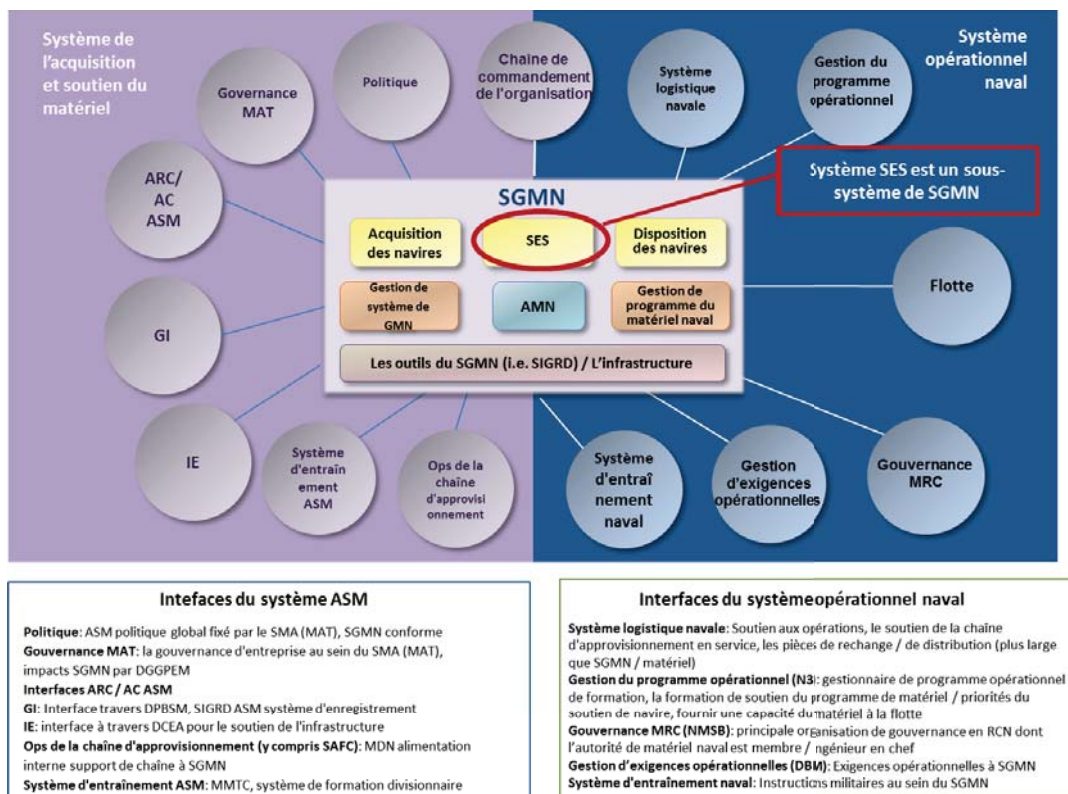 Système de
l'acquisition
et soutien du
matériel
Governance
MAT
Politique
Chaîne de
commandement
de l'organisation
Système
logistique
navale
Gestion du
programme
opérationnel
Système
opérationnel
naval
ARC/
AC
ASM
SGMN
Système SES est un sous-
système de SGMN
Acquisition
des navires
SES
Disposition
des navires
Gestion de
système de
GMN
AMN
Gestion de
programme du
matériel naval
Les outils du SGMN (i.e. SIGRD) / L'infrastructure
GI
Flotte
IE
Système
d'entraîn
ement
ASM
Ops de la
chaîne
d'approvisi
onnement
Système
d'entraî
nement
naval
Gestion
d'exigences
opérationnelles
Gouvernance
MRC
Intefaces du système ASM
Politique: ASM politique global fixé par le SMA (MAT), SGMN conforme
Gouvernance MAT: la gouvernance d'entreprise au sein du SMA (MAT),
impacts SGMN par DGGPEM
Interfaces ARC / AC ASM
GI: Interface travers DPBSM, SIGRD ASM système d'enregistrement
IE: interface à travers DCEA pour le soutien de l'infrastructure
Ops de la chaîne d'approvisionnement (y compris SAFC): MDN alimentation
interne support de chaîne à SGMN
Système d'entraînement ASM: MMTC, système de formation divisionnaire
Interfaces du systèmeopérationnel naval
Système logistique navale: Soutien aux opérations, le soutien de la chaîne
d'approvisionnement en service, les pièces de rechange / de distribution (plus large
que SGMN / matériel)
Gestion du programme opérationnel (N3): gestionnaire de programme opérationnel
de formation, la formation de soutien du programme de matériel / priorités du
soutien de navire, fournir une capacité du matériel à la flotte
Gouvernance MRC (NMSB): principale organisation de gouvernance en RCN dont
l'autorité de matériel naval est membre / ingénieur en chef
Gestion d'exigences opérationnelles (DBM): Exigences opérationnelles à SGMN
Système d'entraînement naval: Instructions militaires au sein du SGMN